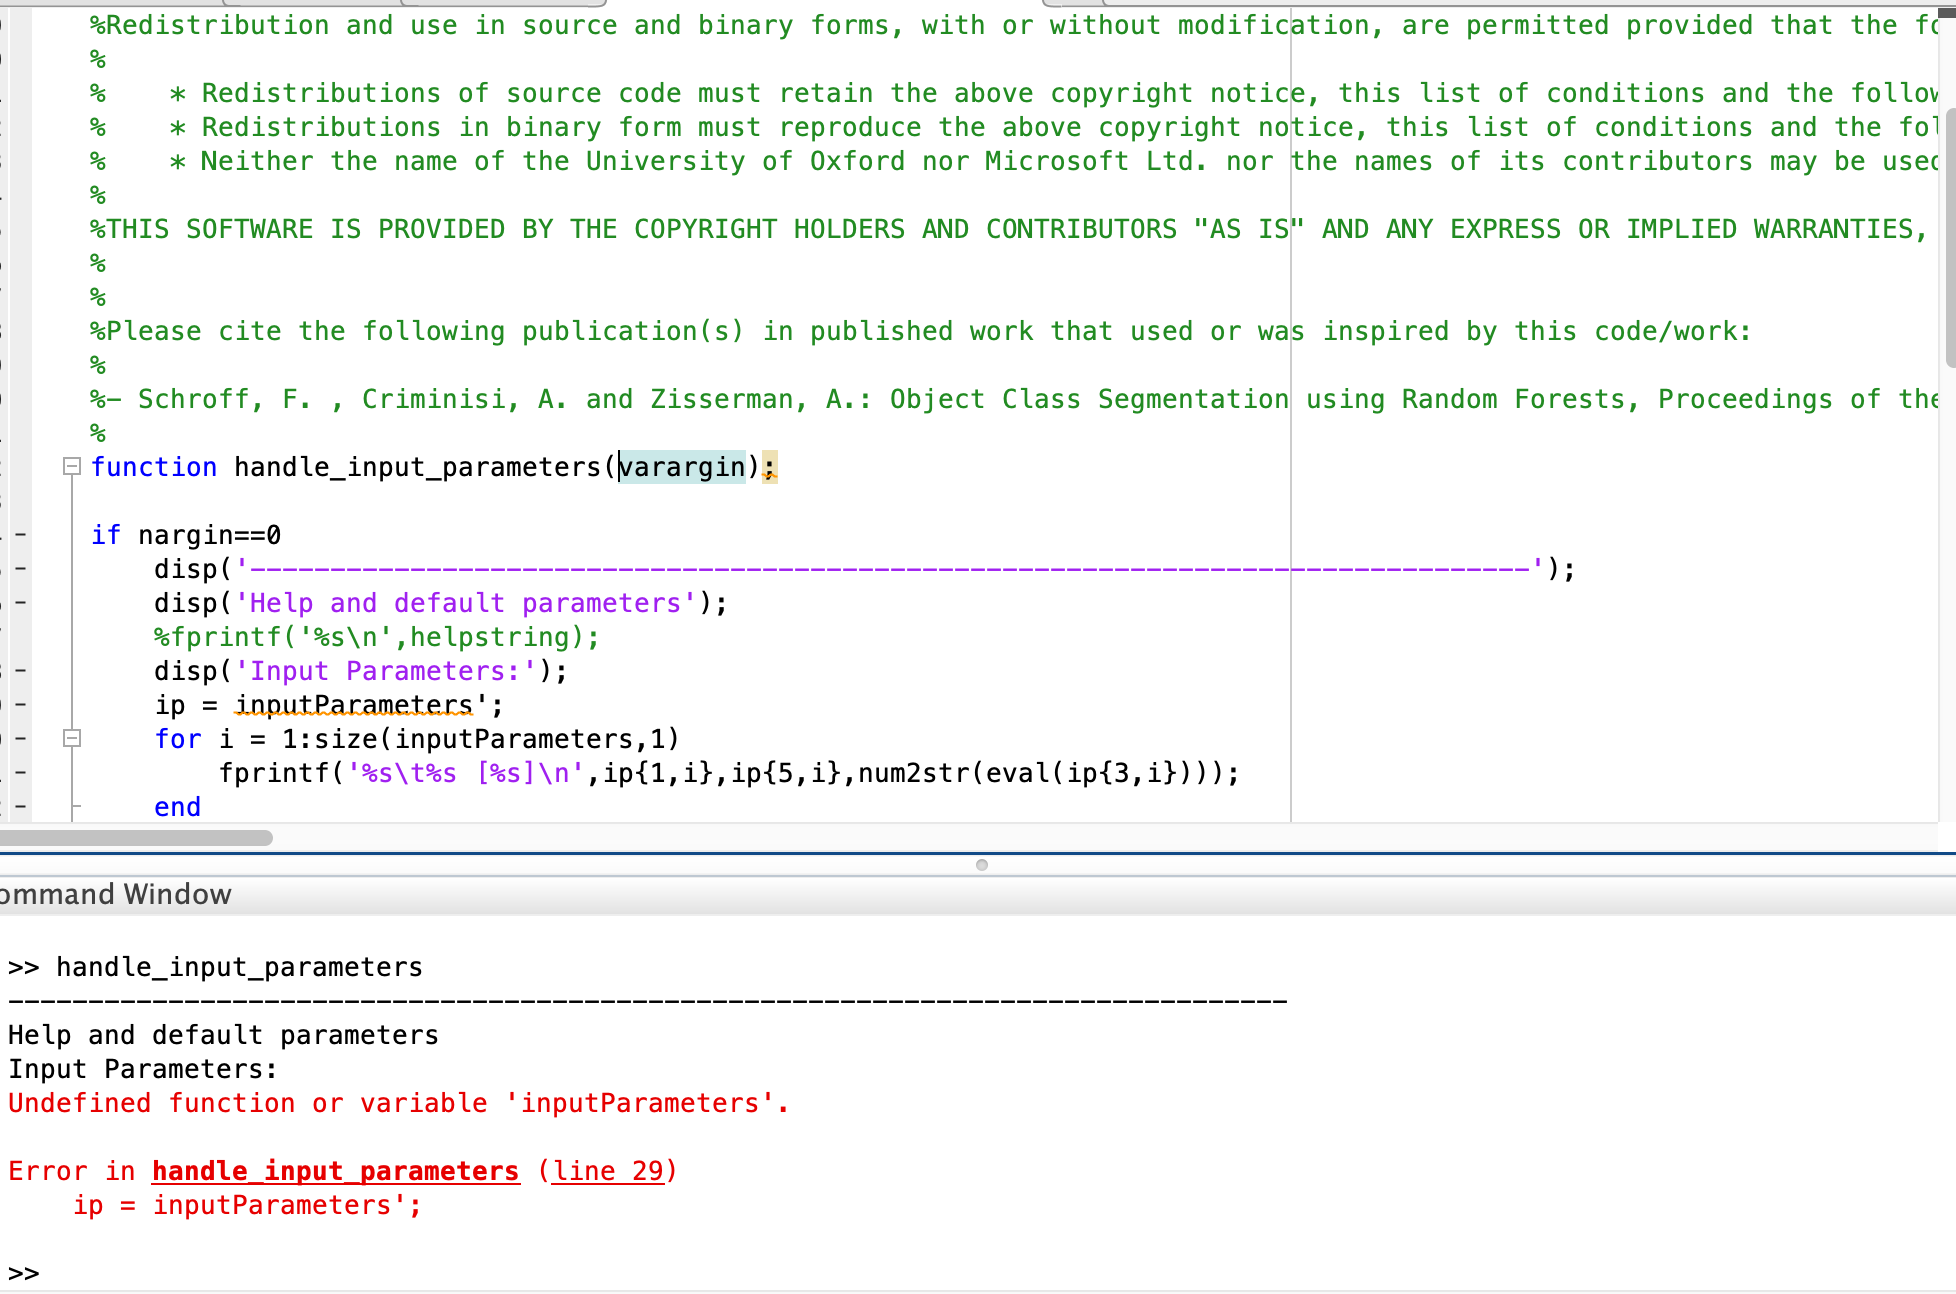 %Redistribution and use in source and binary forms, with or without modification, are permitted provided that the
%
%    * Redistributions of source code must retain the above copyright notice, this list of conditions and the
%    * Redistributions in binary form must reproduce the above copyright notice, this list of conditions and the
%    * Neither the name of the University of Oxford nor Microsoft Ltd. nor the names of its contributors may be
%
%THIS SOFTWARE IS PROVIDED BY THE COPYRIGHT HOLDERS AND CONTRIBUTORS "AS IS" AND ANY EXPRESS OR IMPLIED WARRANTIES,
%
%
%Please cite the following publication(s) in published work that used or was inspired by this code/work:
%
%- Schroff, F. , Criminisi, A. and Zisserman, A.: Object Class Segmentation using Random Forests, Proceedings of the
%
function handle_input_parameters(varargin);
if nargin==0
    disp('--------------------------------------------------------------------------------');
    disp('Help and default parameters');
    %fprintf('%s\n',helpstring);
    disp('Input Parameters:');
    ip = inputParameters';
    for i = 1:size(inputParameters,1)
        fprintf('%s\t%s [%s]\n',ip{1,i},ip{5,i},num2str(eval(ip{3,i})));
    end
ommand Window
>> handle_input_parameters
--------------------------------------------------------------------------------
Help and default parameters
Input Parameters:
Undefined function or variable 'inputParameters'.
Error in handle_input_parameters (line 29)
    ip = inputParameters';
>>